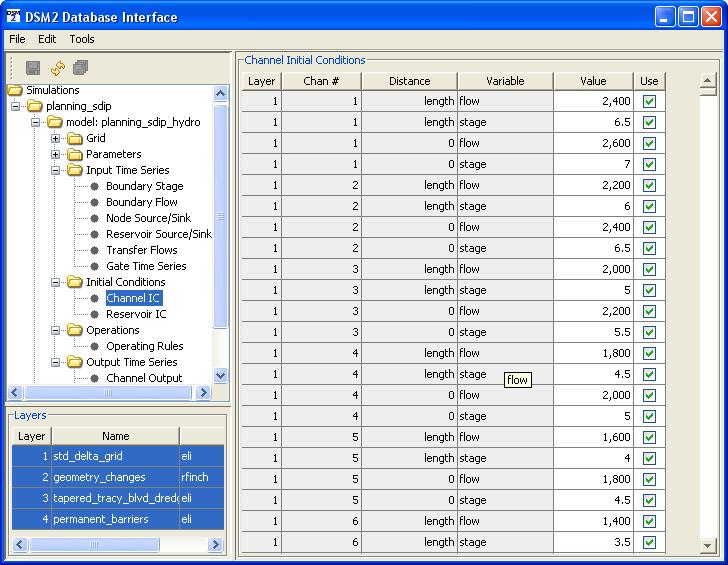 DSM2 Database Interface
File Edit Tools
Simulations
planning_sdip
model: planning_sdip_hydro
Grid
Parameters
Input Time Series
Boundary Stage
Boundary Flow
Node Source/Sink
Reservoir Source/Sink
Transfer Flows
Gate Time Series
Initial Conditions
Channel IC
Reservoir IC
Operations
Operating Rules
Output Time Series
Channel Output
Layers
Layer Name
1 std_delta_grid eli
2 geometry_changes rfinch
3 tapered_tracy_blvd_dredg eli
4 permanent_barriers eli
Channel Initial Conditions
Layer Chan # Distance Variable Value Use
1 1 length flow 2,400
1 1 length stage 6.5
1 1 0 flow 2,600
1 1 0 stage 7
1 2 length flow 2,200
1 2 length stage 6
1 2 0 flow 2,400
1 2 0 stage 6.5
1 3 length flow 2,000
1 3 length stage 5
1 3 0 flow 2,200
1 3 0 stage 5.5
1 4 length flow 1,800
1 4 length stage 4.5
flow
1 4 0 flow 2,000
1 4 0 stage 5
1 5 length flow 1,600
1 5 length stage 4
1 5 0 flow 1,800
1 5 0 stage 4.5
1 6 length flow 1,400
1 6 length stage 3.5